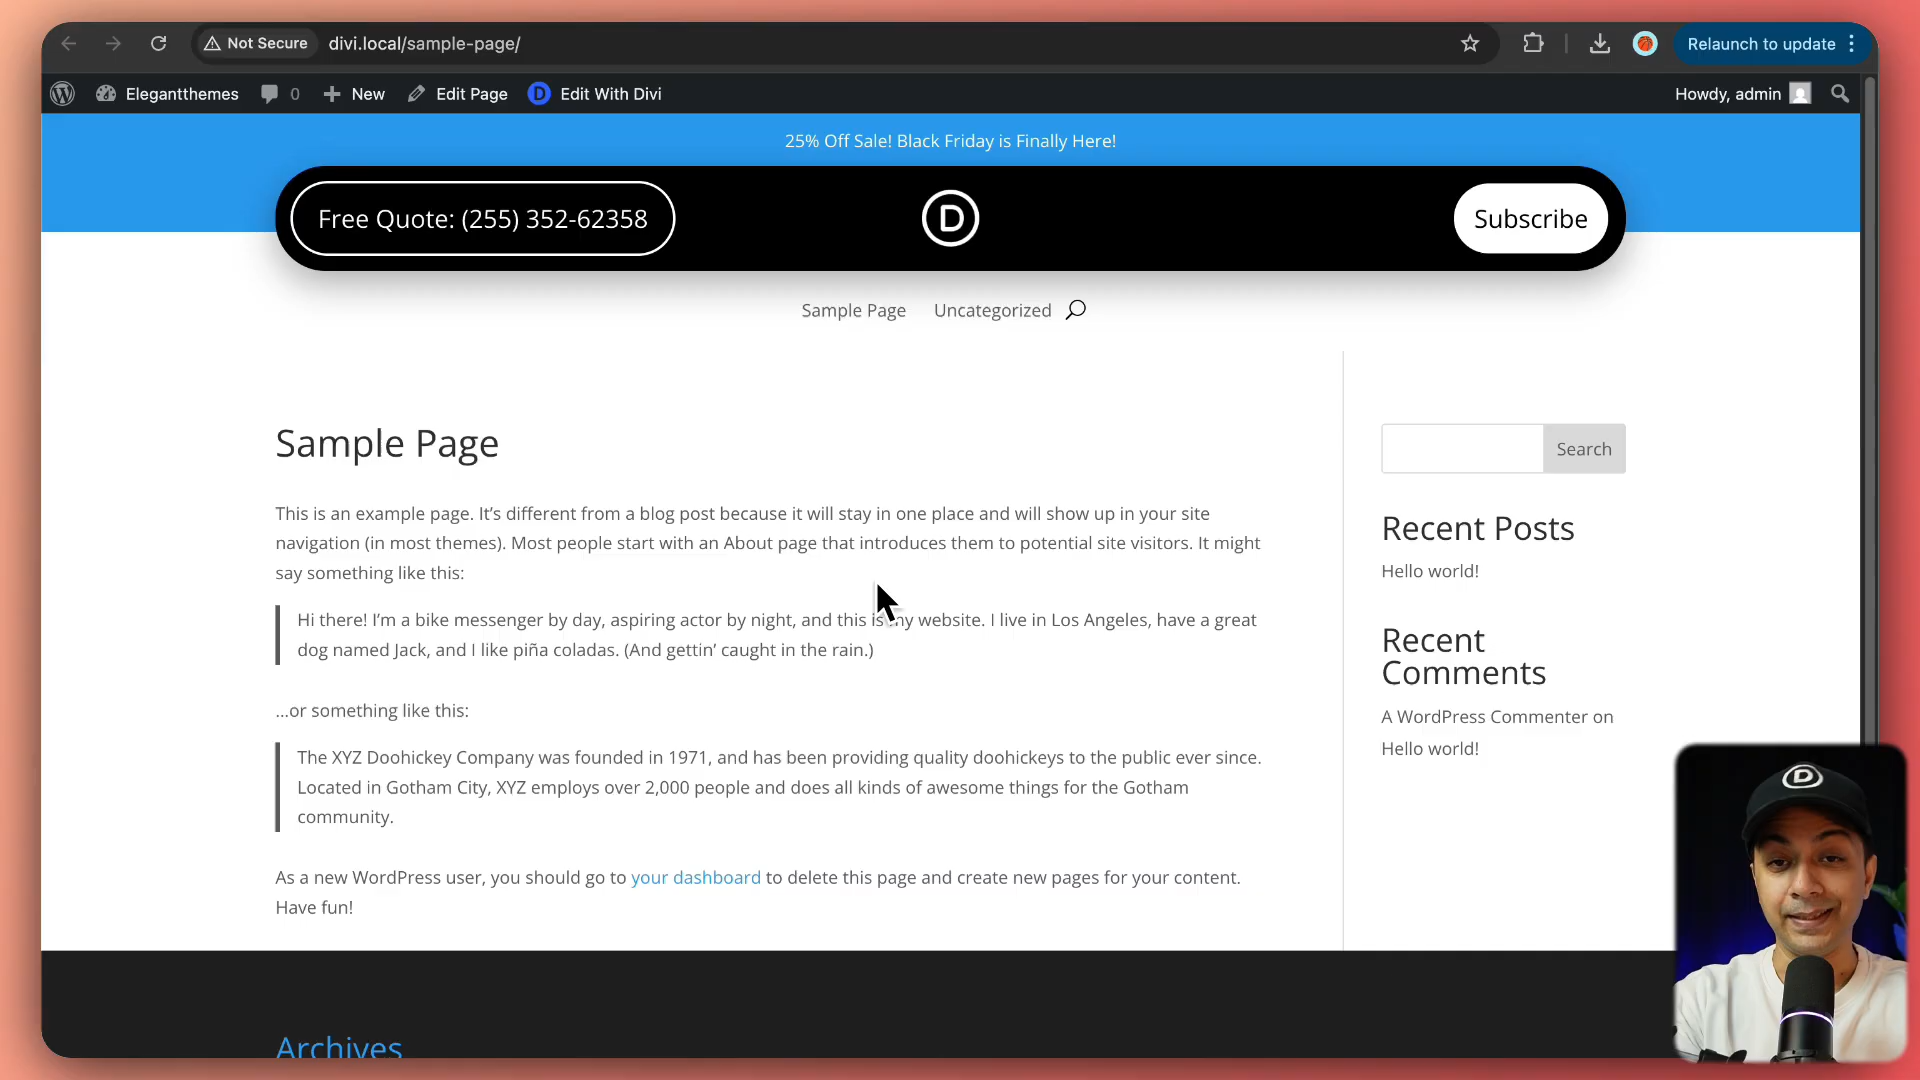 Not Secure divi.local/sample-page/ Relaunch to update
Elegantthemes 0 New Edit Page D Edit With Divi Howdy, admin
25% Off Sale! Black Friday is Finally Here!
Free Quote: (255) 352-62358 D Subscribe
Sample Page Uncategorized
Sample Page
This is an example page. It’s different from a blog post because it will stay in one place and will show up in your site
navigation (in most themes). Most people start with an About page that introduces them to potential site visitors. It might
say something like this:
Hi there! I’m a bike messenger by day, aspiring actor by night, and this is my website. I live in Los Angeles, have a great
dog named Jack, and I like piña coladas. (And gettin’ caught in the rain.)
…or something like this:
The XYZ Doohickey Company was founded in 1971, and has been providing quality doohickeys to the public ever since.
Located in Gotham City, XYZ employs over 2,000 people and does all kinds of awesome things for the Gotham
community.
As a new WordPress user, you should go to your dashboard to delete this page and create new pages for your content.
Have fun!
Search
Recent Posts
Hello world!
Recent
Comments
A WordPress Commenter on
Hello world!
D
Archives